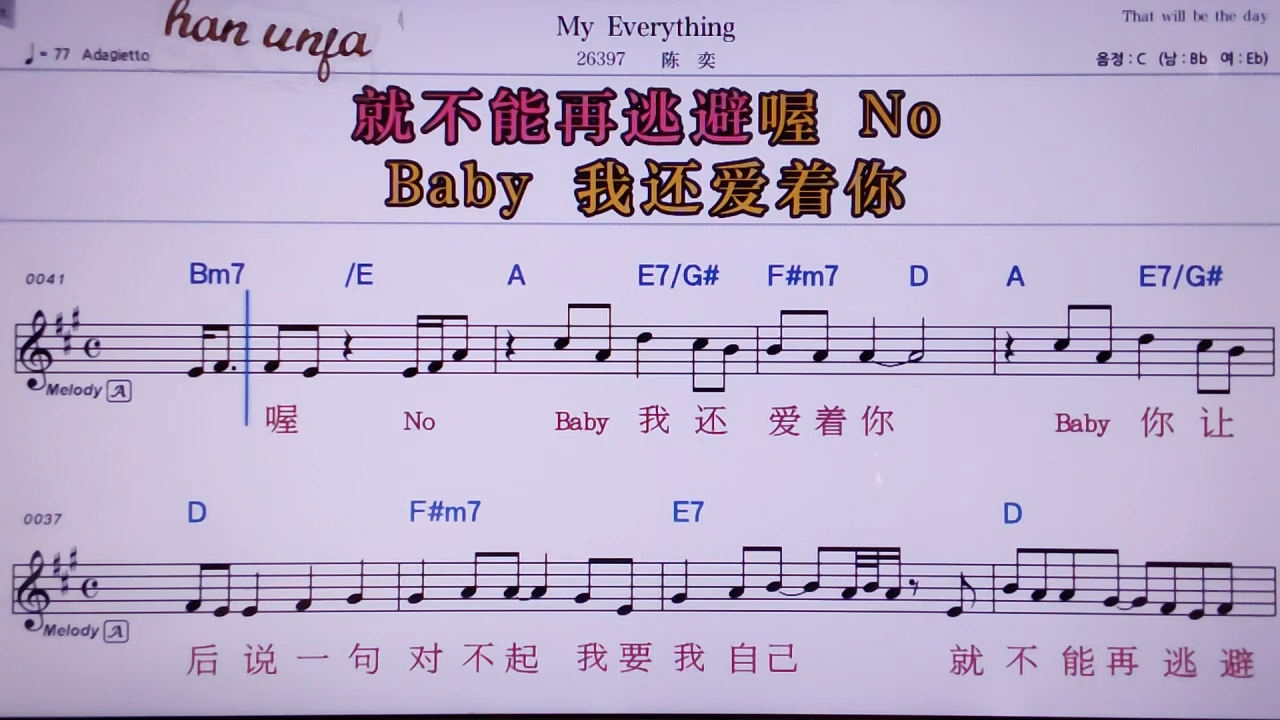 han unja
My Everything
That will be the day
♩= 77 Adagietto
26397 陈 奕
음정 : C (남 : Bb 여 : Eb)
就不能再逃避喔 No
Baby 我还爱着你
0041 Bm7 /E A E7/G# F#m7 D A E7/G#
Melody A
喔 No Baby 我 还 爱 着 你 Baby 你 让
0037 D F#m7 E7 D
Melody A
后 说 一 句 对 不 起 我 要 我 自 己 就 不 能 再 逃 避